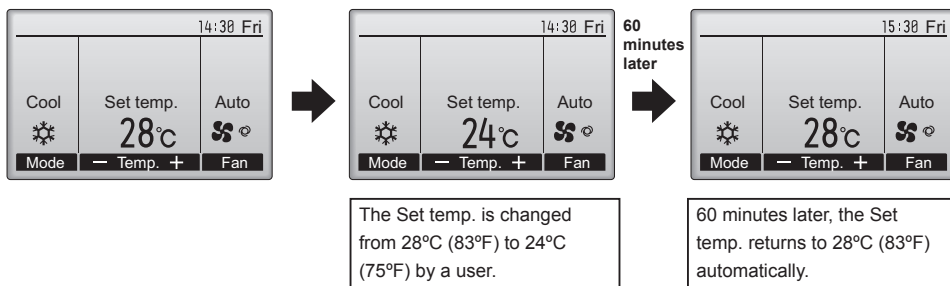 14:30 Fri
Cool Set temp. Auto
28°C
Mode — Temp. + Fan
14:30 Fri
Cool Set temp. Auto
24°C
Mode — Temp. + Fan
60
minutes
later
15:30 Fri
Cool Set temp. Auto
28°C
Mode — Temp. + Fan
The Set temp. is changed
from 28ºC (83ºF) to 24ºC
(75ºF) by a user.
60 minutes later, the Set
temp. returns to 28ºC (83ºF)
automatically.